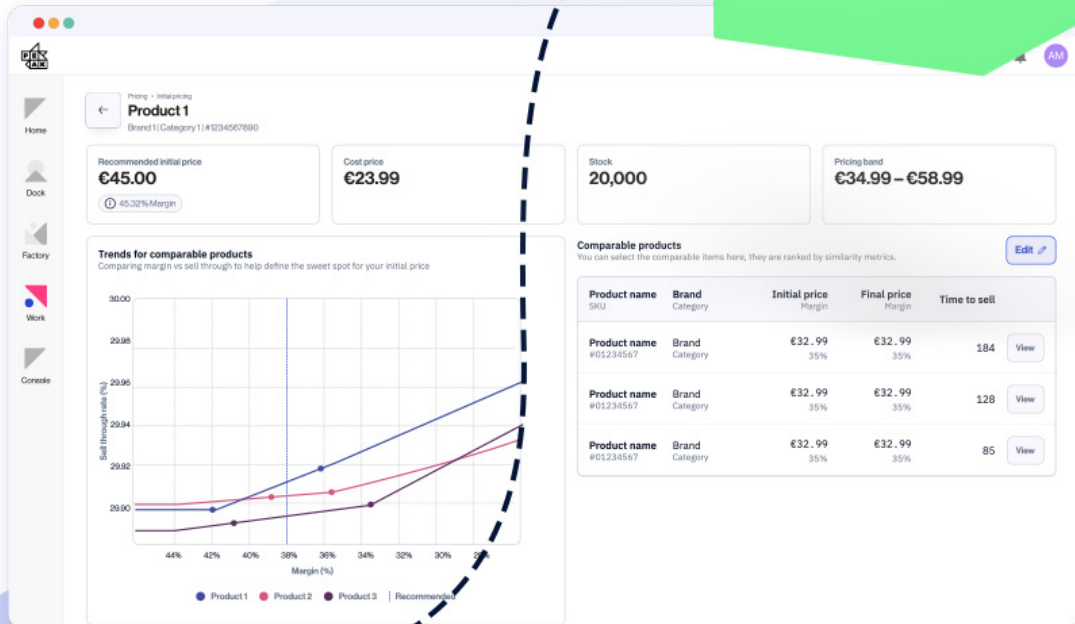 PEAK
AM
Pricing > Initial pricing
Product 1
Brand 1 | Category 1 | #1234567890
Home
Dock
Factory
Work
Console
Recommended initial price
€45.00
45.32% Margin
Cost price
€23.99
Stock
20,000
Pricing band
€34.99 – €58.99
Trends for comparable products
Comparing margin vs sell through to help define the sweet spot for your initial price
Sell through rate (%)
30.00
29.98
29.96
29.94
29.92
29.90
44% 42% 40% 38% 36% 34% 32% 30%
Margin (%)
Product 1 Product 2 Product 3 Recommended
Comparable products
You can select the comparable items here, they are ranked by similarity metrics.
Edit
Product name Brand Initial price Final price Time to sell
SKU Category Margin Margin
Product name Brand €32.99 €32.99 184 View
#01234567 Category 35% 35%
Product name Brand €32.99 €32.99 128 View
#01234567 Category 35% 35%
Product name Brand €32.99 €32.99 85 View
#01234567 Category 35% 35%